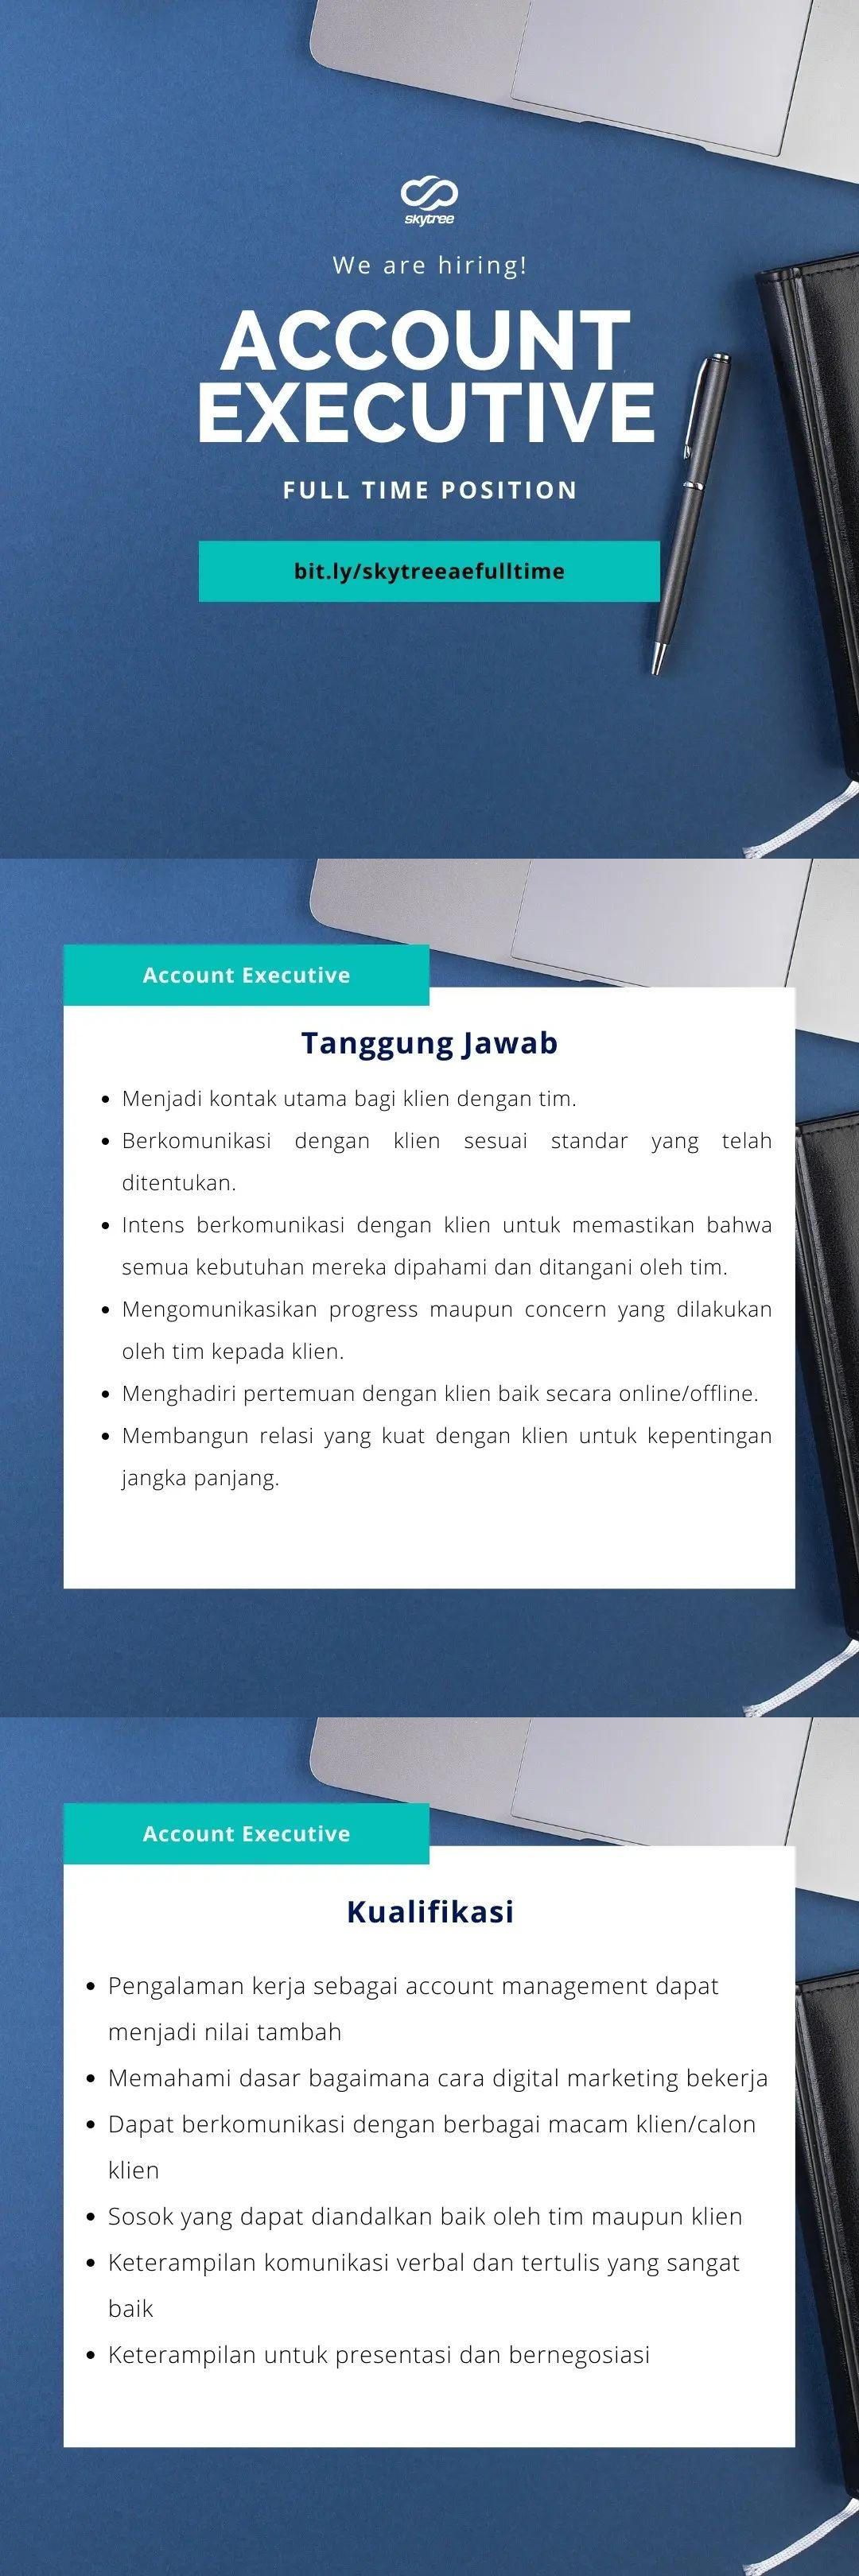 skytree
We are hiring!
ACCOUNT
EXECUTIVE
FULL TIME POSITION
bit.ly/skytreeaefulltime
Account Executive
Tanggung Jawab
• Menjadi kontak utama bagi klien dengan tim.
• Berkomunikasi dengan klien sesuai standar yang telah
ditentukan.
• Intens berkomunikasi dengan klien untuk memastikan bahwa
semua kebutuhan mereka dipahami dan ditangani oleh tim.
• Mengomunikasikan progress maupun concern yang dilakukan
oleh tim kepada klien.
• Menghadiri pertemuan dengan klien baik secara online/offline.
• Membangun relasi yang kuat dengan klien untuk kepentingan
jangka panjang.
Account Executive
Kualifikasi
• Pengalaman kerja sebagai account management dapat
menjadi nilai tambah
• Memahami dasar bagaimana cara digital marketing bekerja
• Dapat berkomunikasi dengan berbagai macam klien/calon
klien
• Sosok yang dapat diandalkan baik oleh tim maupun klien
• Keterampilan komunikasi verbal dan tertulis yang sangat
baik
• Keterampilan untuk presentasi dan bernegosiasi